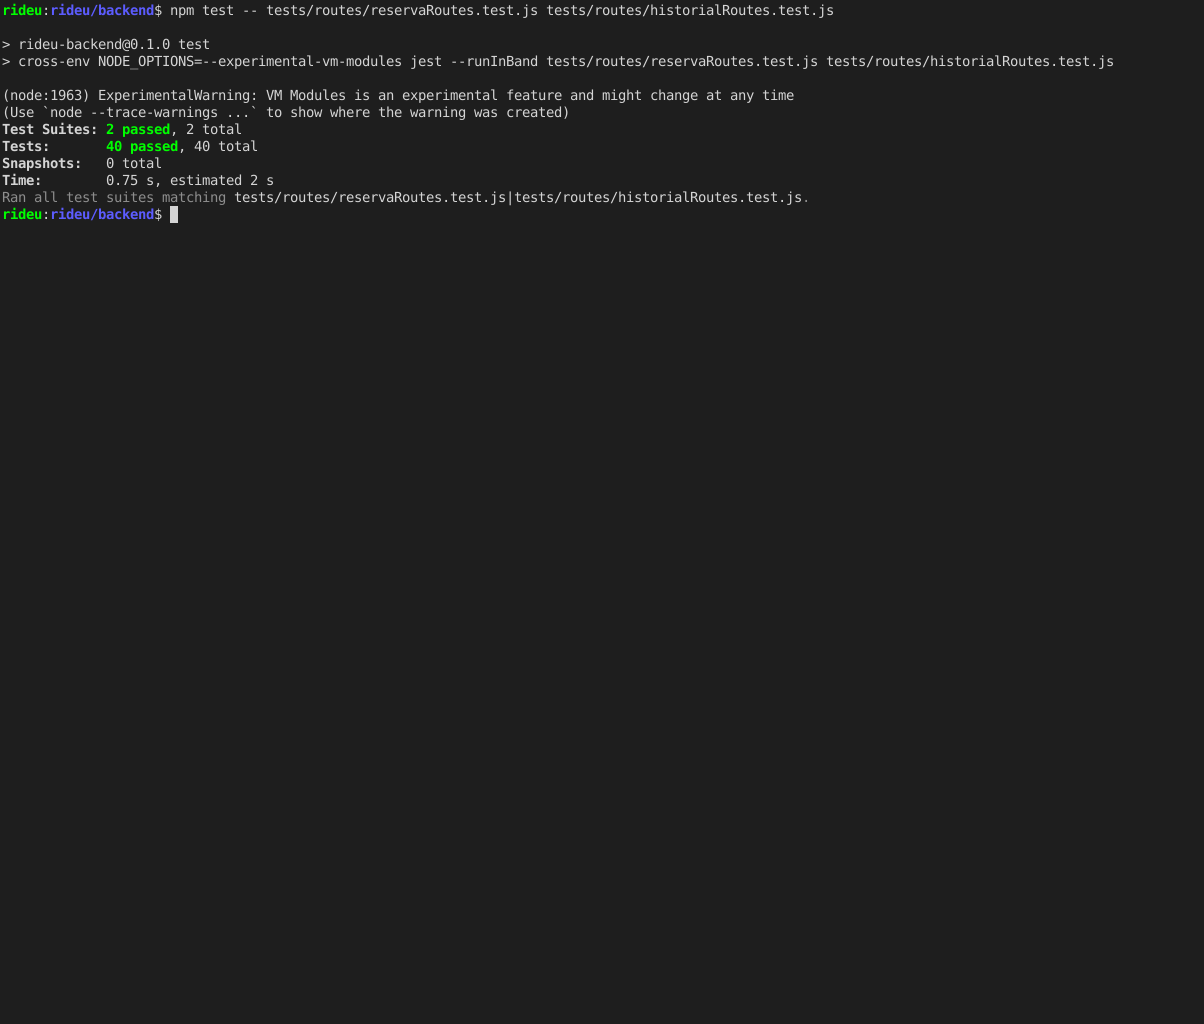 rideu:rideu/backend$ npm test -- tests/routes/reservaRoutes.test.js tests/routes/historialRoutes.test.js
> rideu-backend@0.1.0 test
> cross-env NODE_OPTIONS=--experimental-vm-modules jest --runInBand tests/routes/reservaRoutes.test.js tests/routes/historialRoutes.test.js
(node:1963) ExperimentalWarning: VM Modules is an experimental feature and might change at any time
(Use `node --trace-warnings ...` to show where the warning was created)
Test Suites: 2 passed, 2 total
Tests:       40 passed, 40 total
Snapshots:   0 total
Time:        0.75 s, estimated 2 s
Ran all test suites matching tests/routes/reservaRoutes.test.js|tests/routes/historialRoutes.test.js.
rideu:rideu/backend$